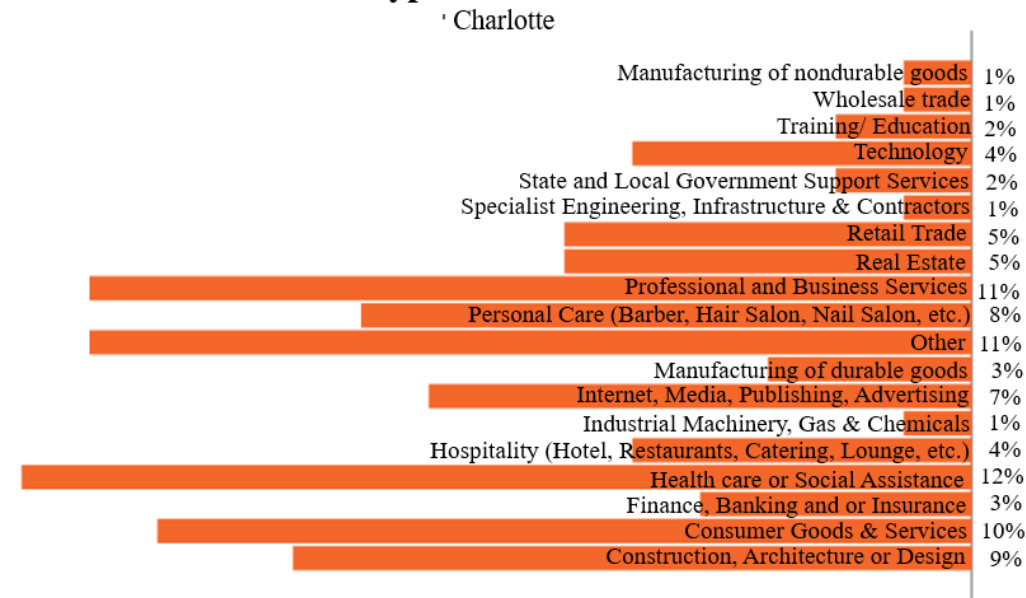 Charlotte
Manufacturing of nondurable goods 1%
Wholesale trade 1%
Training/ Education 2%
Technology 4%
State and Local Government Support Services 2%
Specialist Engineering, Infrastructure & Contractors 1%
Retail Trade 5%
Real Estate 5%
Professional and Business Services 11%
Personal Care (Barber, Hair Salon, Nail Salon, etc.) 8%
Other 11%
Manufacturing of durable goods 3%
Internet, Media, Publishing, Advertising 7%
Industrial Machinery, Gas & Chemicals 1%
Hospitality (Hotel, Restaurants, Catering, Lounge, etc.) 4%
Health care or Social Assistance 12%
Finance, Banking and or Insurance 3%
Consumer Goods & Services 10%
Construction, Architecture or Design 9%